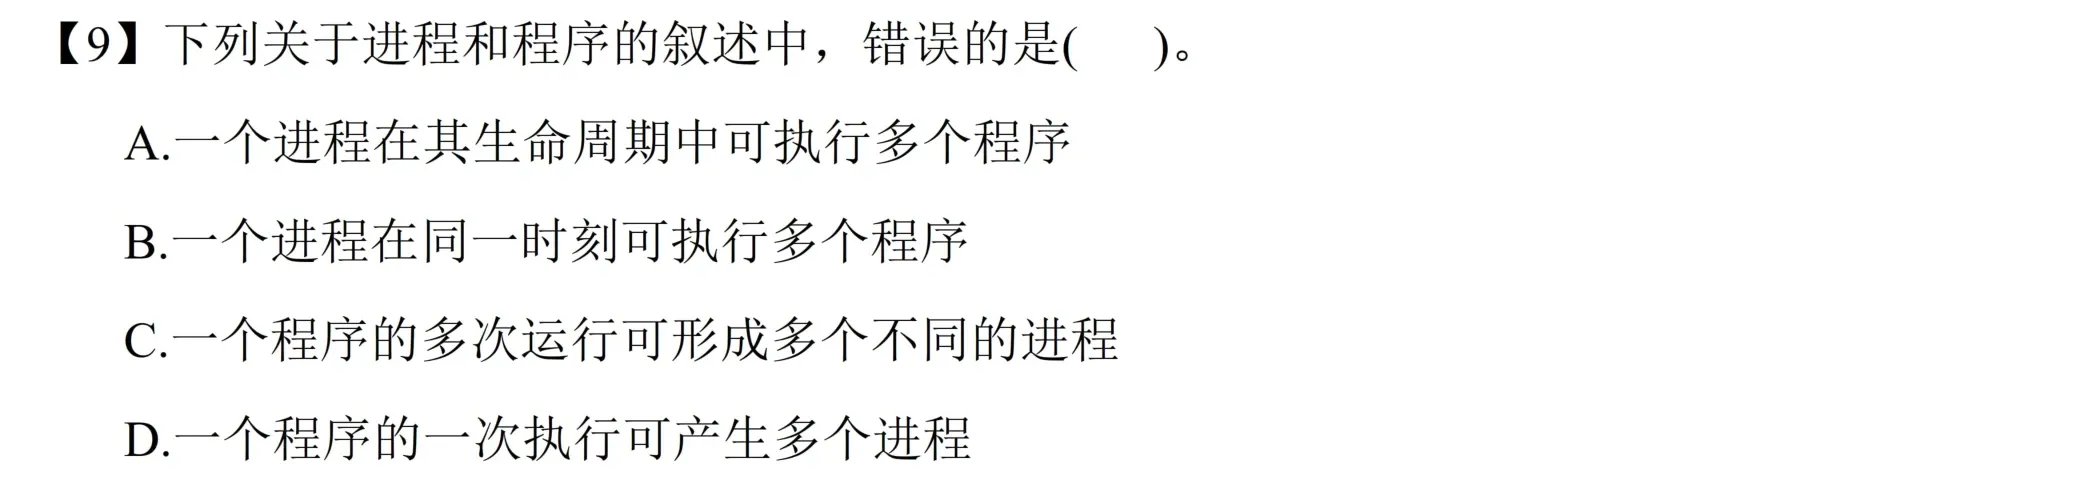 【9】下列关于进程和程序的叙述中，错误的是(　)。
A.一个进程在其生命周期中可执行多个程序
B.一个进程在同一时刻可执行多个程序
C.一个程序的多次运行可形成多个不同的进程
D.一个程序的一次执行可产生多个进程